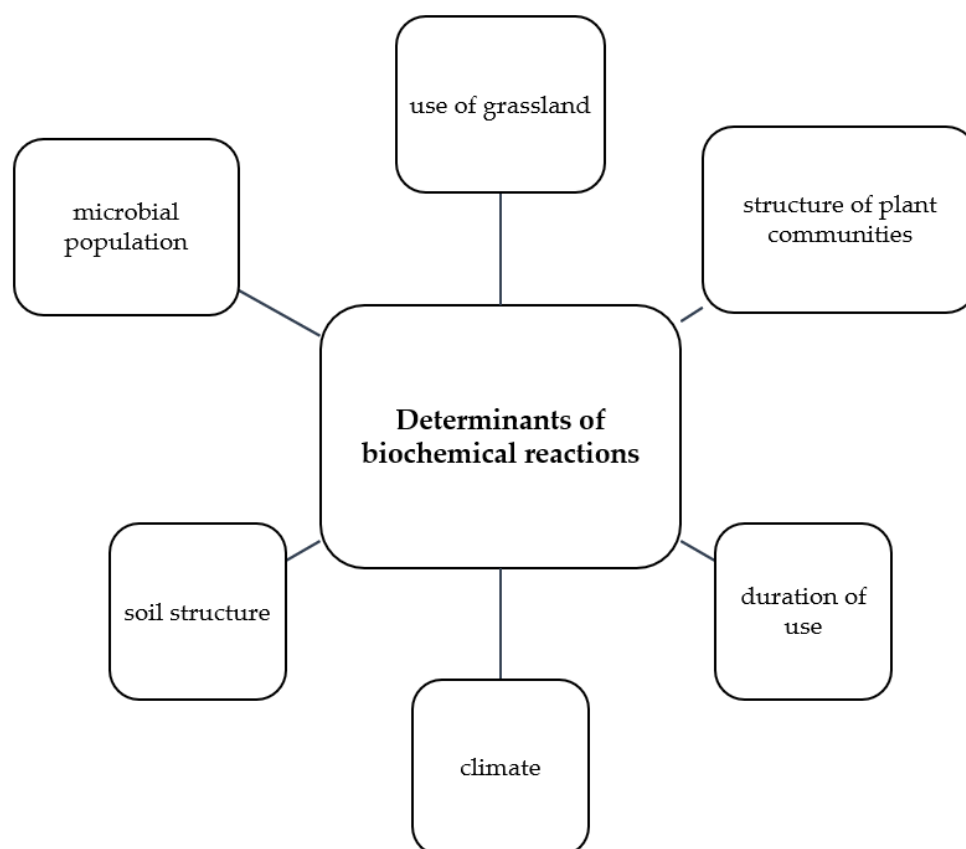 use of grassland
structure of plant
communities
microbial
population
Determinants of
biochemical reactions
soil structure
duration of
use
climate